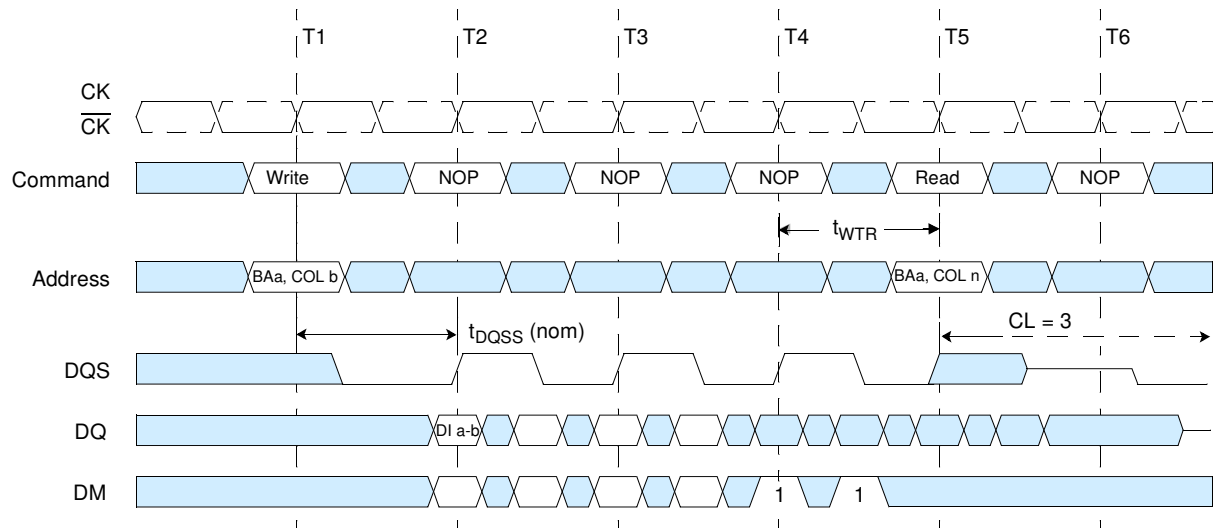 T1 T2 T3 T4 T5 T6
CK
CK
Command Write NOP NOP NOP Read NOP
tWTR
Address BAa, COL b BAa, COL n
tDQSS (nom) CL = 3
DQS
DQ DI a-b
DM 1 1